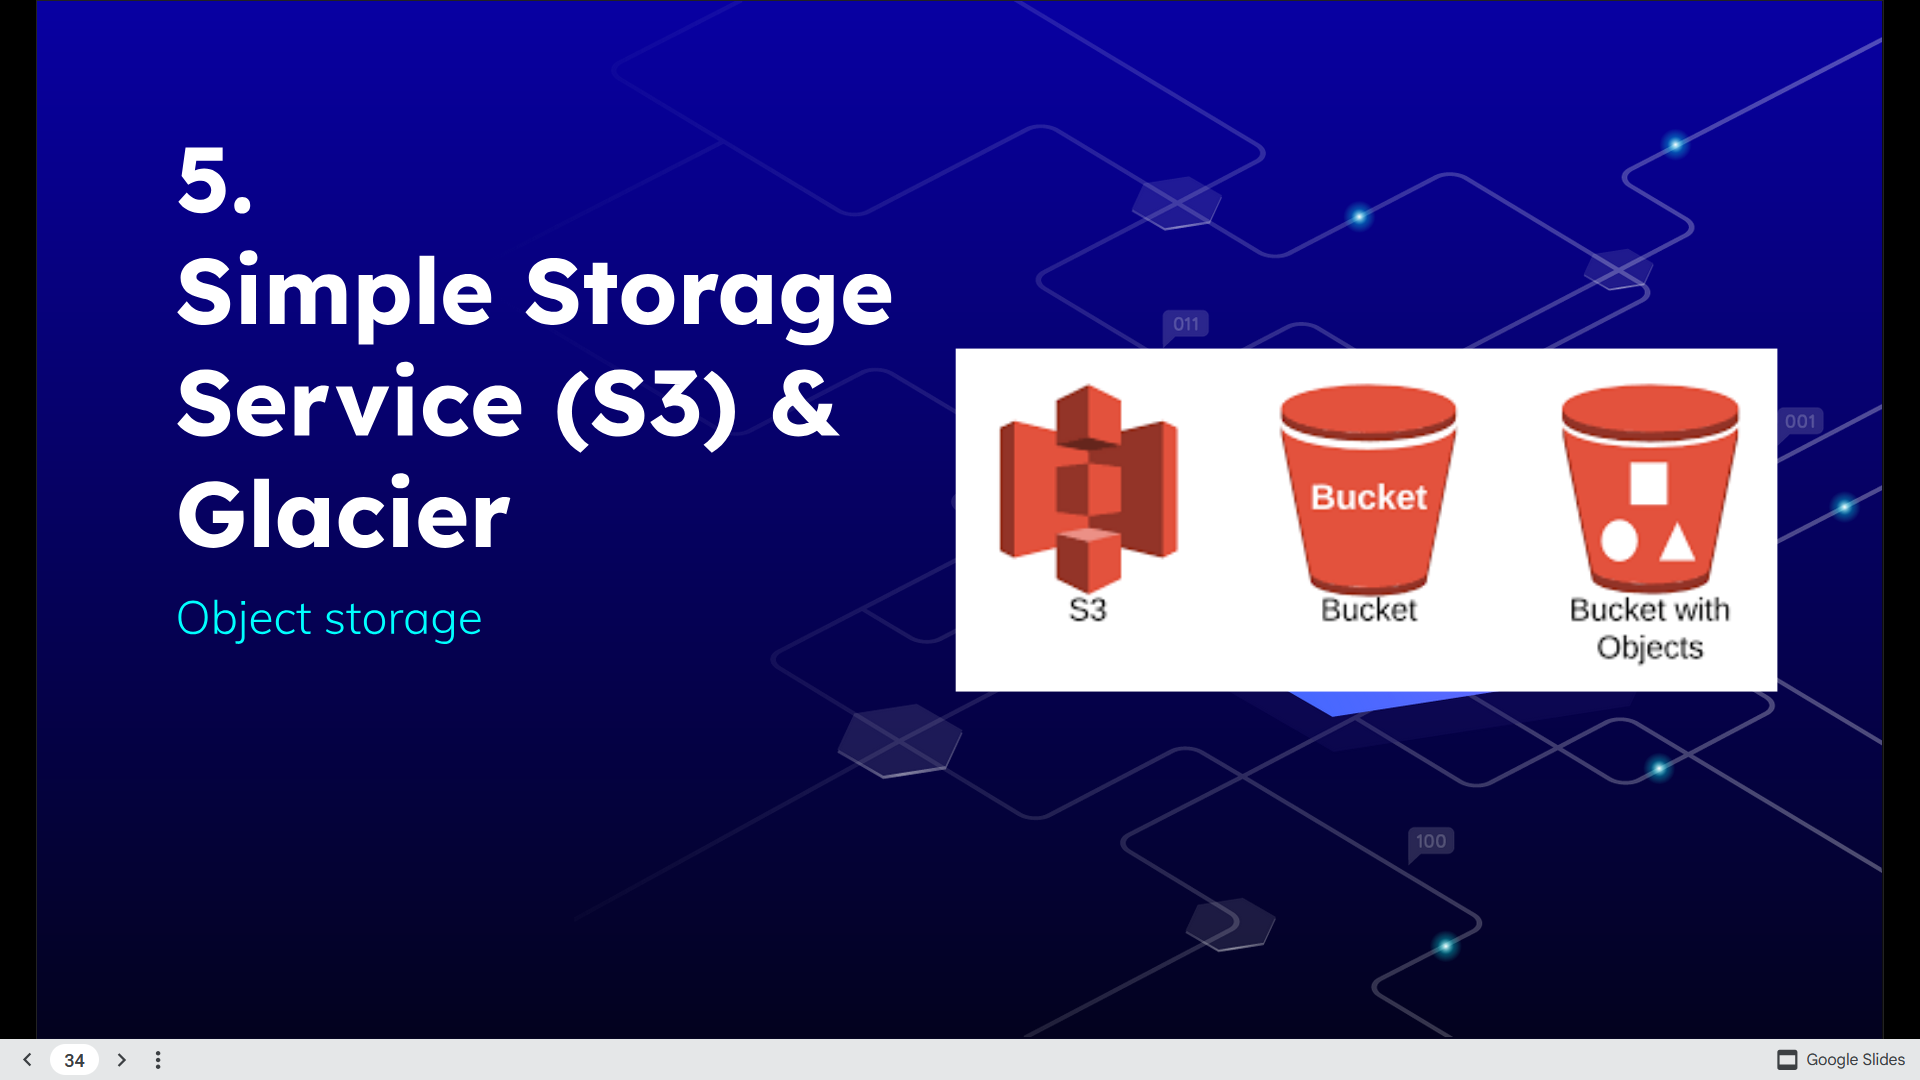 5.
Simple Storage
Service (S3) &
Glacier
Object storage
011
001
Bucket
S3
Bucket
Bucket with
Objects
100
34
Google Slides